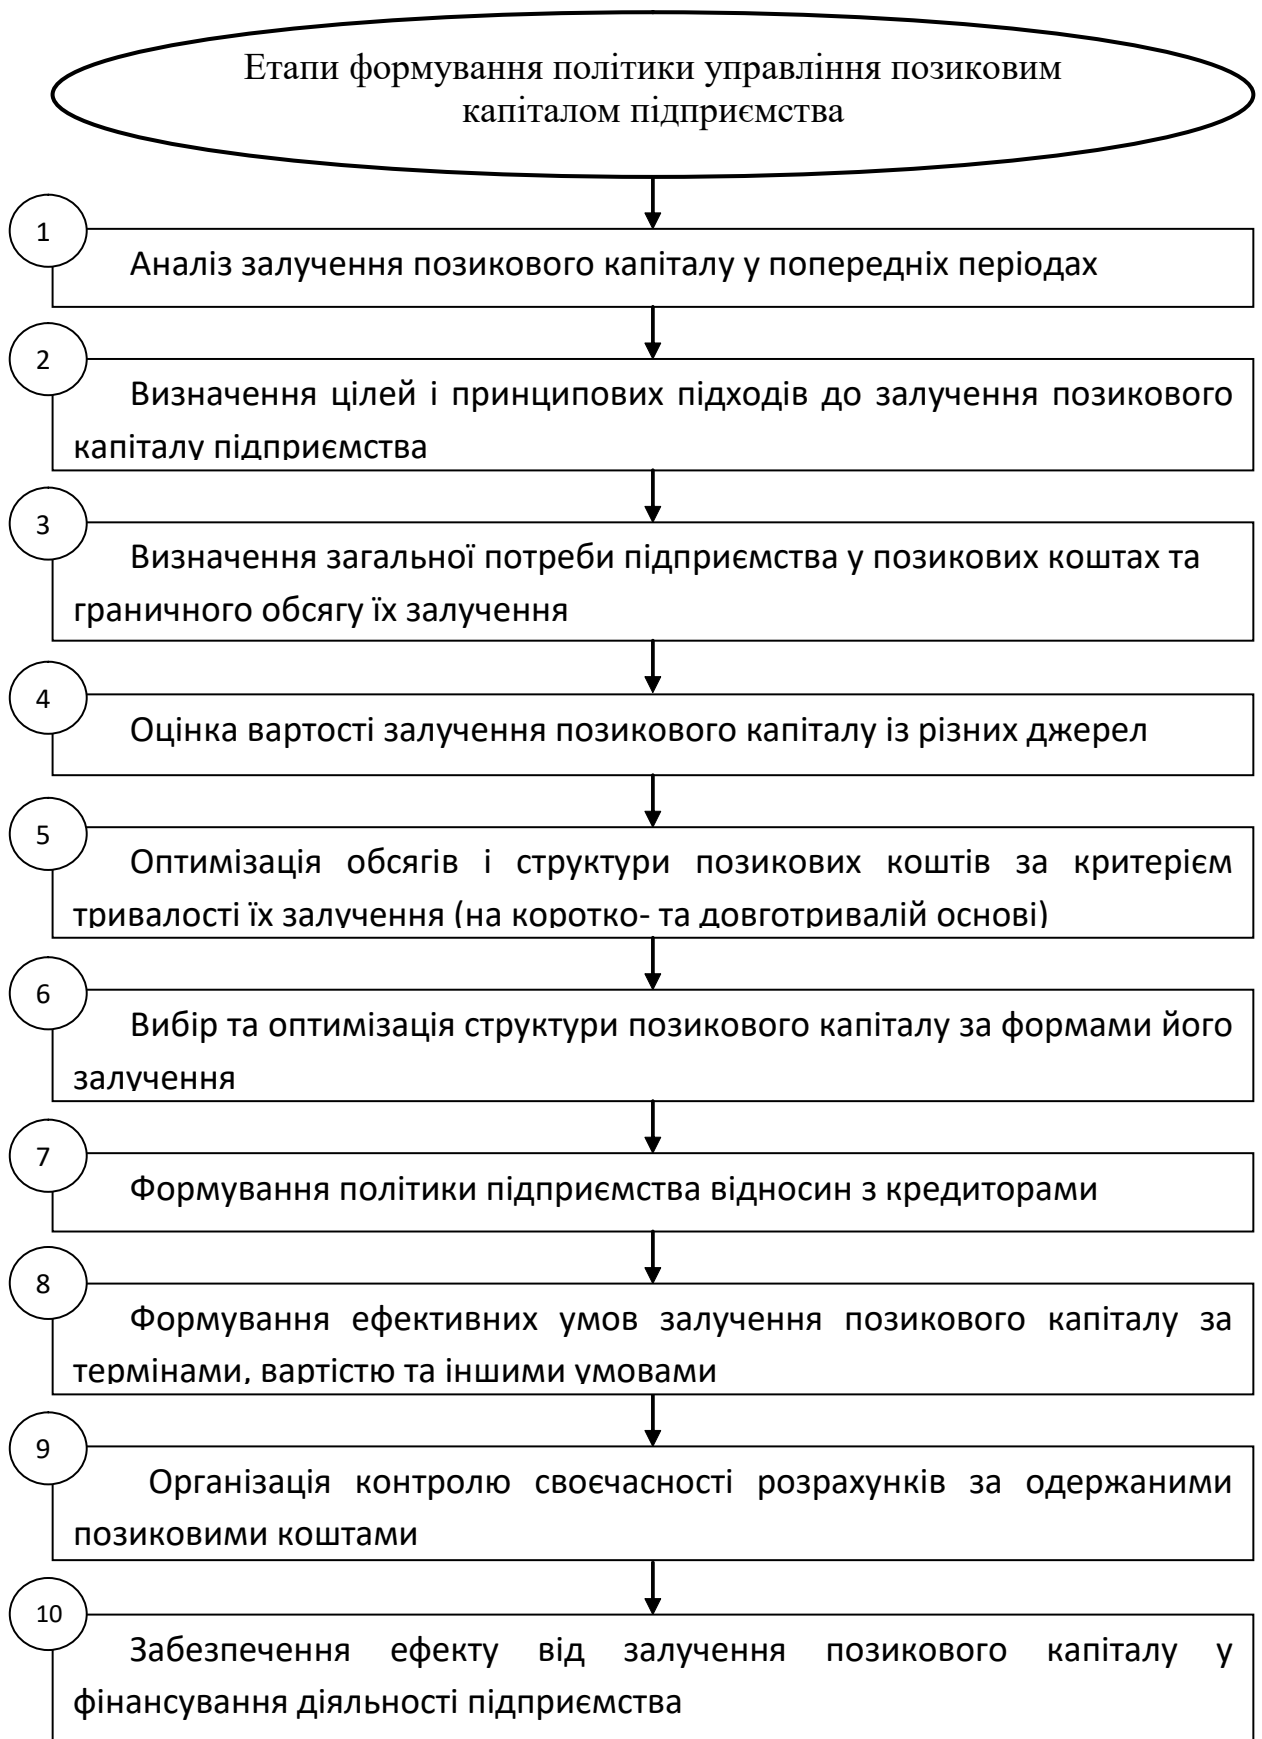 Етапи формування політики управління позиковим
капіталом підприємства
1
Аналіз залучення позикового капіталу у попередніх періодах
2
Визначення цілей і принципових підходів до залучення позикового
капіталу підприємства
3
Визначення загальної потреби підприємства у позикових коштах та
граничного обсягу їх залучення
4
Оцінка вартості залучення позикового капіталу із різних джерел
5
Оптимізація обсягів і структури позикових коштів за критерієм
тривалості їх залучення (на коротко- та довготривалій основі)
6
Вибір та оптимізація структури позикового капіталу за формами його
залучення
7
Формування політики підприємства відносин з кредиторами
8
Формування ефективних умов залучення позикового капіталу за
термінами, вартістю та іншими умовами
9
Організація контролю своєчасності розрахунків за одержаними
позиковими коштами
10
Забезпечення ефекту від залучення позикового капіталу у
фінансування діяльності підприємства